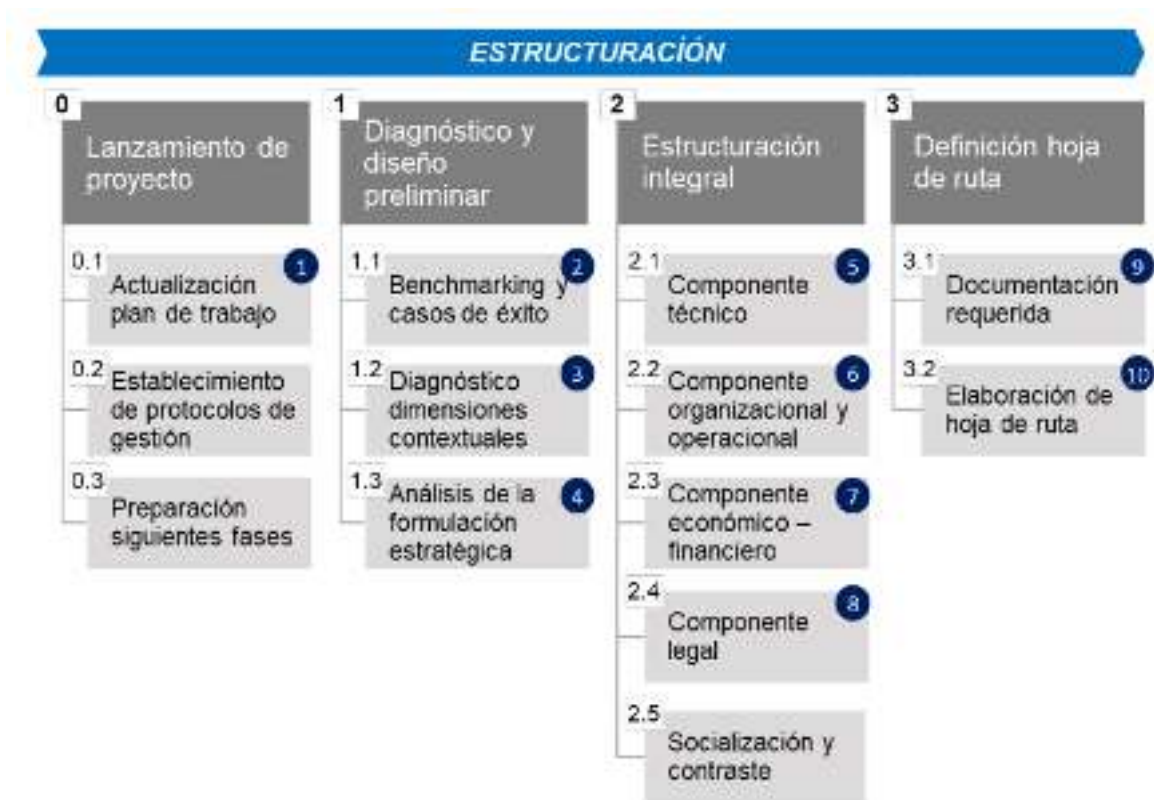 ESTRUCTURACIÓN
0
Lanzamiento de
proyecto
0.1
1
Actualización
plan de trabajo
0.2
Establecimiento
de protocolos de
gestión
0.3
Preparación
siguientes fases
1
Diagnóstico y
diseño
preliminar
1.1
2
Benchmarking y
casos de éxito
1.2
3
Diagnóstico
dimensiones
contextuales
1.3
4
Análisis de la
formulación
estratégica
2
Estructuración
integral
2.1
5
Componente
técnico
2.2
6
Componente
organizacional y
operacional
2.3
7
Componente
económico –
financiero
2.4
8
Componente
legal
2.5
Socialización y
contraste
3
Definición hoja
de ruta
3.1
9
Documentación
requerida
3.2
10
Elaboración de
hoja de ruta